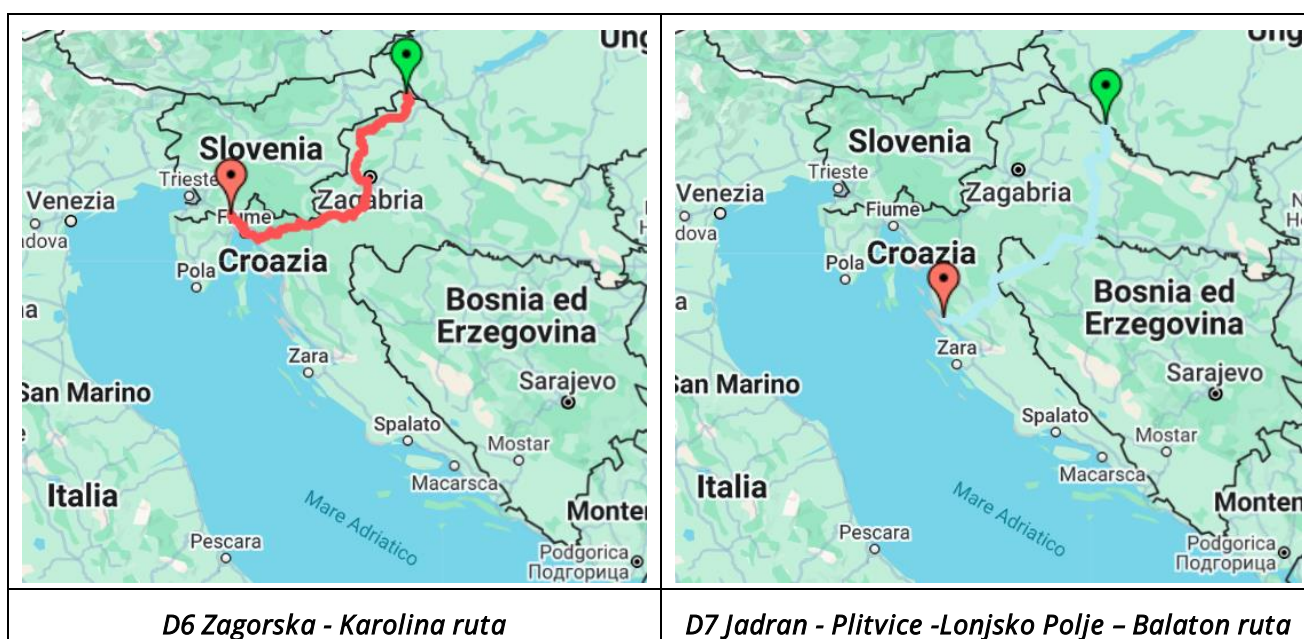 Ung
Slovenia
Trieste
Venezia
Zagabria
dova
Fiume
Pola
Croazia
Bosnia ed
Erzegovina
na
Zara
San Marino
Sarajevo
Spalato
Mostar
Macarsca
Italia
Mare Adriatico
Monte
Pescara
Podgorica
Подгорица
D6 Zagorska - Karolina ruta
Ung
Slovenia
Trieste
Venezia
Zagabria
dova
Fiume
Croazia
Pola
Bosnia ed
Erzegovina
a
Zara
San Marino
Sarajevo
Spalato
Mostar
Macarsca
Italia
Mare Adriatico
Monten
Pescara
Podgorica
Подгорица
D7 Jadran - Plitvice -Lonjsko Polje – Balaton ruta